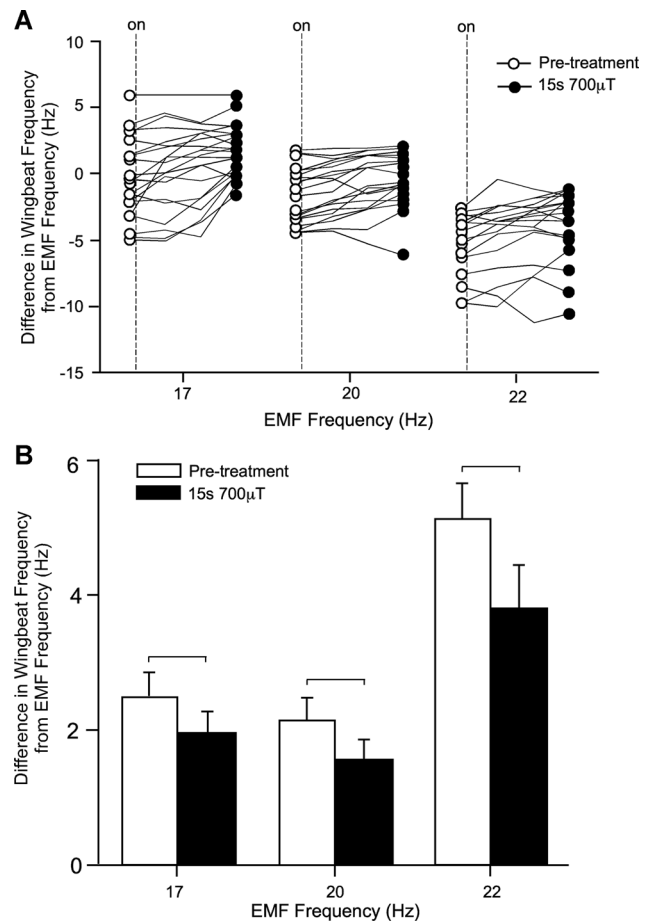 A
on
on
on
10
5
0
-5
-10
-15
Difference in Wingbeat Frequency
from EMF Frequency (Hz)
Pre-treatment
15s 700μT
17
20
22
EMF Frequency (Hz)
B
6
4
2
0
Difference in Wingbeat Frequency
from EMF Frequency (Hz)
Pre-treatment
15s 700μT
17
20
22
EMF Frequency (Hz)